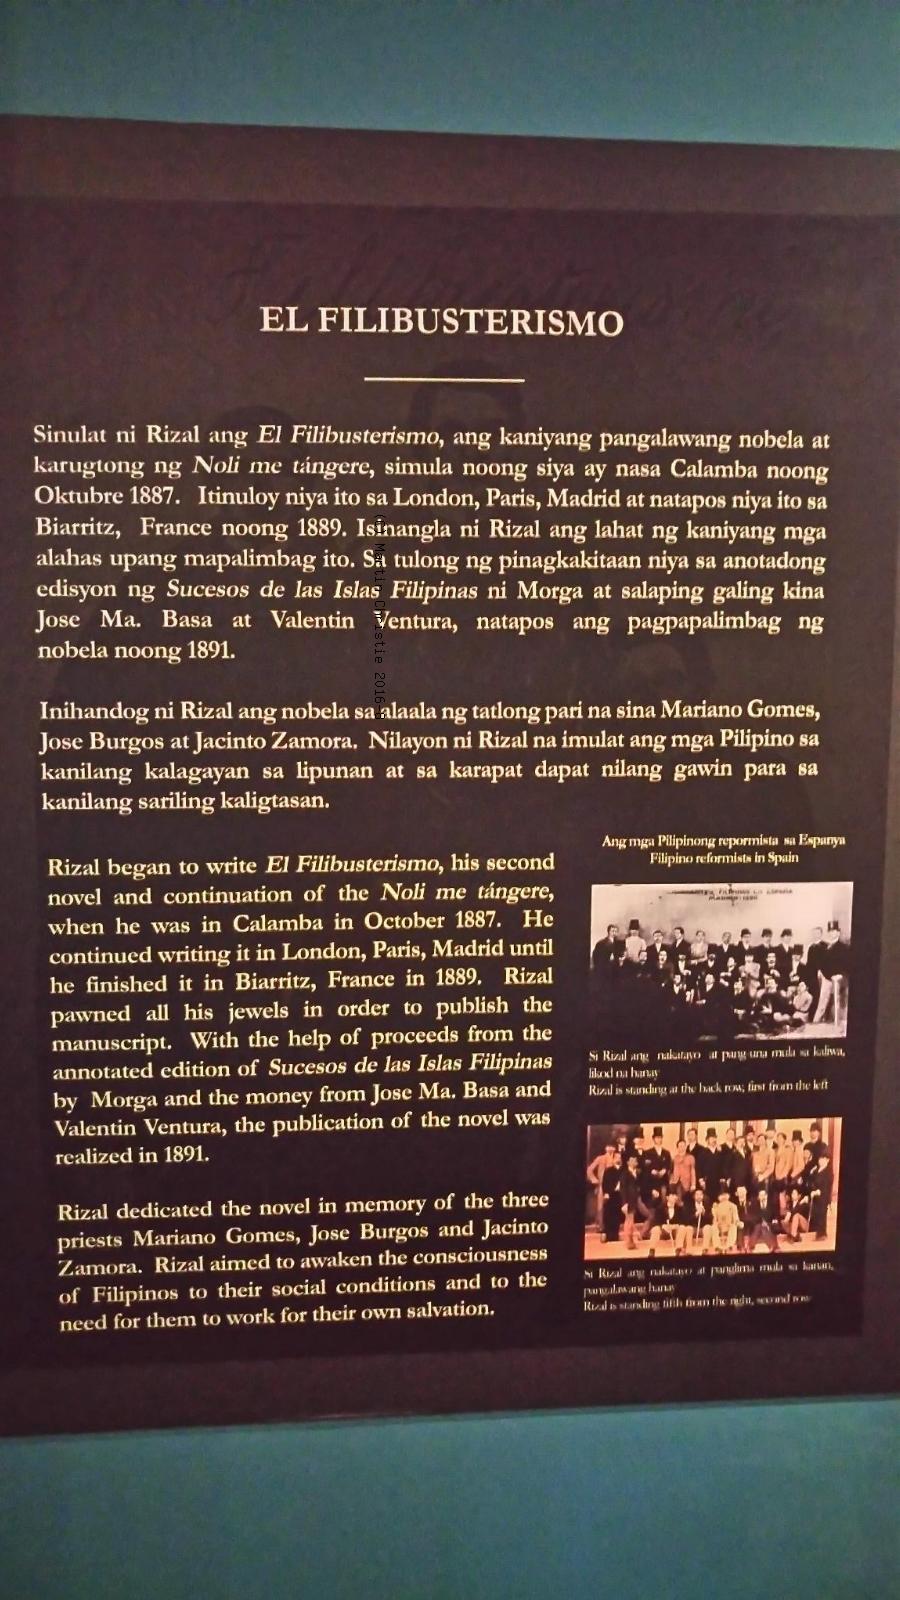 EL FILIBUSTERISMO
Sinulat ni Rizal ang El Filibusterismo, ang kaniyang pangalawang nobela at
karugtong ng Noli me tángere, simula noong siya ay nasa Calamba noong
Oktubre 1887. Itinuloy niya ito sa London, Paris, Madrid at natapos niya ito sa
Biarritz, France noong 1889. Isinangla ni Rizal ang lahat ng kaniyang mga
alahas upang mapalimbag ito. Sa tulong ng pinagkakitaan niya sa anotadong
edisyon ng Sucesos de las Islas Filipinas ni Morga at salaping galing kina
Jose Ma. Basa at Valentin Ventura, natapos ang pagpapalimbag ng
nobela noong 1891.
Inihandog ni Rizal ang nobela sa alaala ng tatlong pari na sina Mariano Gomes,
Jose Burgos at Jacinto Zamora. Nilayon ni Rizal na imulat ang mga Pilipino sa
kanilang kalagayan sa lipunan at sa karapat dapat nilang gawin para sa
kanilang sariling kaligtasan.
Rizal began to write El Filibusterismo, his second
novel and continuation of the Noli me tángere,
when he was in Calamba in October 1887. He
continued writing it in London, Paris, Madrid until
he finished it in Biarritz, France in 1889. Rizal
pawned all his jewels in order to publish the
manuscript. With the help of proceeds from the
annotated edition of Sucesos de las Islas Filipinas
by Morga and the money from Jose Ma. Basa and
Valentin Ventura, the publication of the novel was
realized in 1891.
Rizal dedicated the novel in memory of the three
priests Mariano Gomes, Jose Burgos and Jacinto
Zamora. Rizal aimed to awaken the consciousness
of Filipinos to their social conditions and to the
need for them to work for their own salvation.
Ang mga Pilipinong repormista sa Espanya
Filipino reformists in Spain
Si Rizal ang nakatayo at pang una mula sa kaliwa,
likod na hanay
Rizal is standing at the back row, first from the left
Si Rizal ang nakatayo at panglima mula sa kanan,
pangalawang hanay
Rizal is standing fifth from the right, second row
Martin Christie 2016